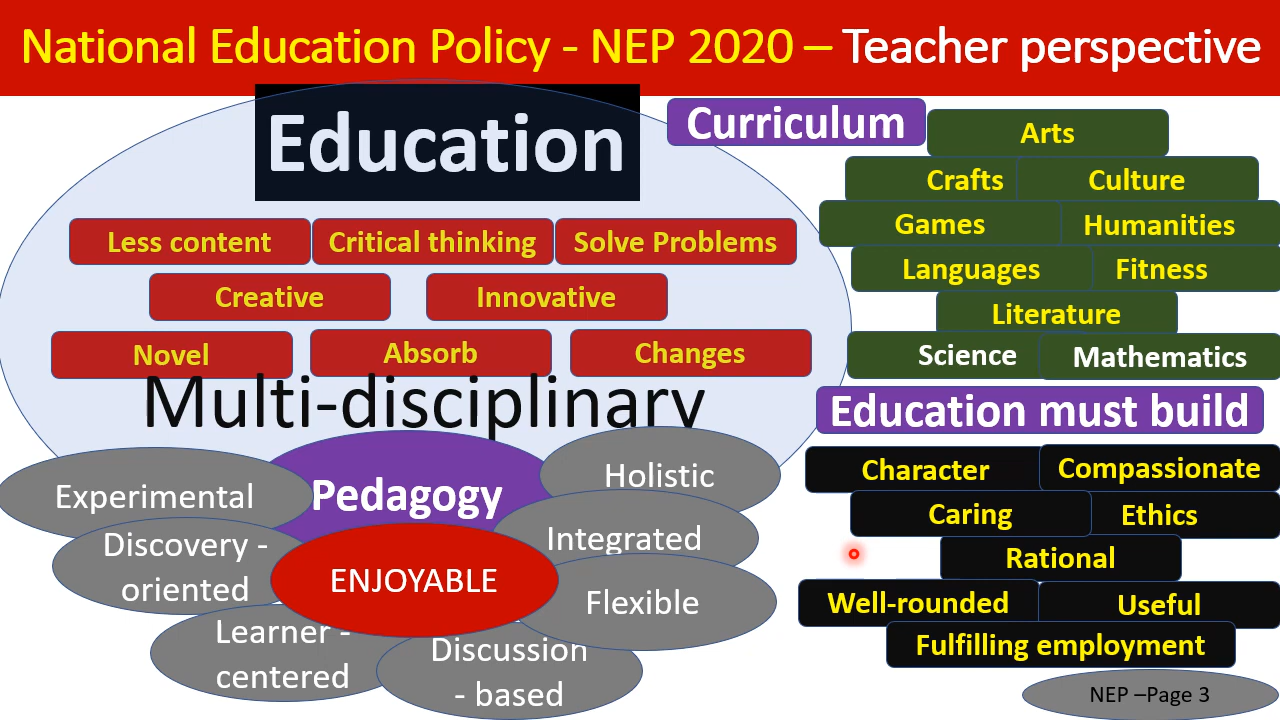 National Education Policy - NEP 2020 – Teacher perspective
Education
Less content
Critical thinking
Solve Problems
Creative
Innovative
Novel
Absorb
Changes
Multi-disciplinary
Pedagogy
Experimental
Discovery -
oriented
Learner -
centered
ENJOYABLE
Discussion
- based
Holistic
Integrated
Flexible
Curriculum
Arts
Crafts
Culture
Games
Humanities
Languages
Fitness
Literature
Science
Mathematics
Education must build
Character
Compassionate
Caring
Ethics
Rational
Well-rounded
Useful
Fulfilling employment
NEP –Page 3